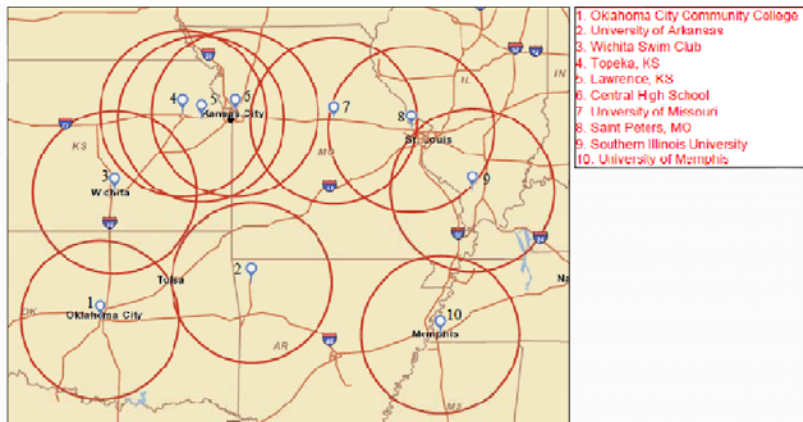 1. Oklahoma City Community College
2. University of Arkansas
3. Wichita Swim Club
4. Topeka, KS
5. Lawrence, KS
6. Central High School
7. University of Missouri
8. Saint Peters, MO
9. Southern Illinois University
10. University of Memphis
IL
IN
4
5
6
Kansas City
7
8
St. Louis
KS
MO
3
Wichita
9
2
Tulsa
Na
1
OK
Oklahoma City
10
Memphis
AR
MS